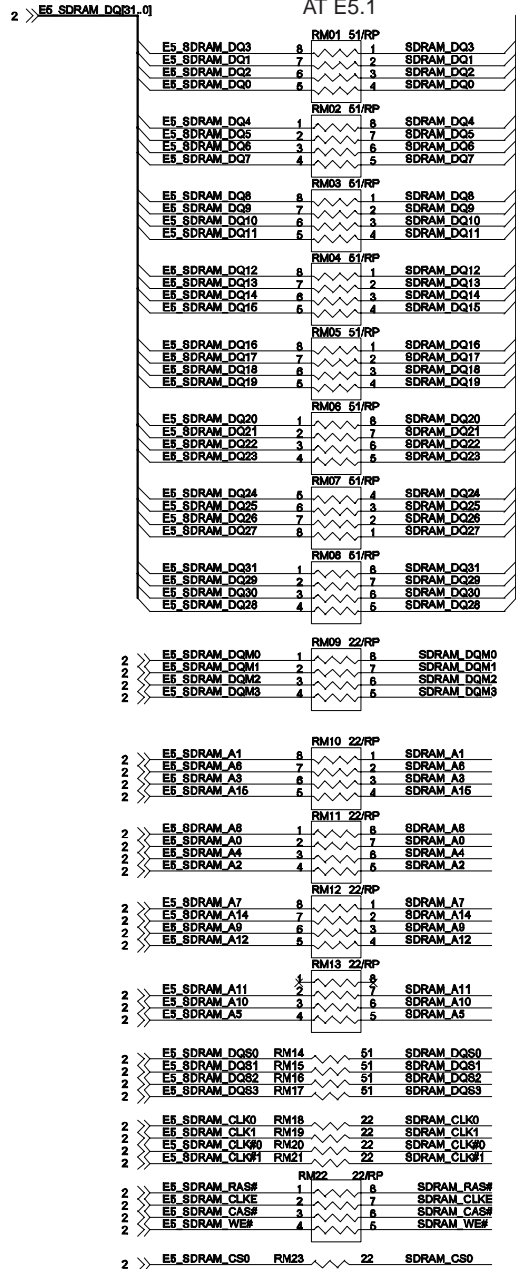 AT E5.1
2 E5_SDRAM_DQ[31..0]
RM01 51/RP
E5_SDRAM_DQ3 8 1 SDRAM_DQ3
E5_SDRAM_DQ1 7 2 SDRAM_DQ1
E5_SDRAM_DQ2 6 3 SDRAM_DQ2
E5_SDRAM_DQ0 5 4 SDRAM_DQ0
RM02 51/RP
E5_SDRAM_DQ4 1 8 SDRAM_DQ4
E5_SDRAM_DQ5 2 7 SDRAM_DQ5
E5_SDRAM_DQ6 3 6 SDRAM_DQ6
E5_SDRAM_DQ7 4 5 SDRAM_DQ7
RM03 51/RP
E5_SDRAM_DQ8 8 1 SDRAM_DQ8
E5_SDRAM_DQ9 7 2 SDRAM_DQ9
E5_SDRAM_DQ10 6 3 SDRAM_DQ10
E5_SDRAM_DQ11 5 4 SDRAM_DQ11
RM04 51/RP
E5_SDRAM_DQ12 8 1 SDRAM_DQ12
E5_SDRAM_DQ13 7 2 SDRAM_DQ13
E5_SDRAM_DQ14 6 3 SDRAM_DQ14
E5_SDRAM_DQ15 5 4 SDRAM_DQ15
RM05 51/RP
E5_SDRAM_DQ16 8 1 SDRAM_DQ16
E5_SDRAM_DQ17 7 2 SDRAM_DQ17
E5_SDRAM_DQ18 6 3 SDRAM_DQ18
E5_SDRAM_DQ19 5 4 SDRAM_DQ19
RM06 51/RP
E5_SDRAM_DQ20 1 8 SDRAM_DQ20
E5_SDRAM_DQ21 2 7 SDRAM_DQ21
E5_SDRAM_DQ22 3 6 SDRAM_DQ22
E5_SDRAM_DQ23 4 5 SDRAM_DQ23
RM07 51/RP
E5_SDRAM_DQ24 5 4 SDRAM_DQ24
E5_SDRAM_DQ25 6 3 SDRAM_DQ25
E5_SDRAM_DQ26 7 2 SDRAM_DQ26
E5_SDRAM_DQ27 8 1 SDRAM_DQ27
RM08 51/RP
E5_SDRAM_DQ31 1 8 SDRAM_DQ31
E5_SDRAM_DQ29 2 7 SDRAM_DQ29
E5_SDRAM_DQ30 3 6 SDRAM_DQ30
E5_SDRAM_DQ28 4 5 SDRAM_DQ28
RM09 22/RP
2 E5_SDRAM_DQM0 1 8 SDRAM_DQM0
2 E5_SDRAM_DQM1 2 7 SDRAM_DQM1
2 E5_SDRAM_DQM2 3 6 SDRAM_DQM2
2 E5_SDRAM_DQM3 4 5 SDRAM_DQM3
RM10 22/RP
2 E5_SDRAM_A1 8 1 SDRAM_A1
2 E5_SDRAM_A6 7 2 SDRAM_A6
2 E5_SDRAM_A3 6 3 SDRAM_A3
2 E5_SDRAM_A15 5 4 SDRAM_A15
RM11 22/RP
2 E5_SDRAM_A8 1 8 SDRAM_A8
2 E5_SDRAM_A0 2 7 SDRAM_A0
2 E5_SDRAM_A4 3 6 SDRAM_A4
2 E5_SDRAM_A2 4 5 SDRAM_A2
RM12 22/RP
2 E5_SDRAM_A7 8 1 SDRAM_A7
2 E5_SDRAM_A14 7 2 SDRAM_A14
2 E5_SDRAM_A9 6 3 SDRAM_A9
2 E5_SDRAM_A12 5 4 SDRAM_A12
RM13 22/RP
1 8
2 E5_SDRAM_A11 2 7 SDRAM_A11
2 E5_SDRAM_A10 3 6 SDRAM_A10
2 E5_SDRAM_A5 4 5 SDRAM_A5
2 E5_SDRAM_DQS0 RM14 51 SDRAM_DQS0
2 E5_SDRAM_DQS1 RM15 51 SDRAM_DQS1
2 E5_SDRAM_DQS2 RM16 51 SDRAM_DQS2
2 E5_SDRAM_DQS3 RM17 51 SDRAM_DQS3
2 E5_SDRAM_CLK0 RM18 22 SDRAM_CLK0
2 E5_SDRAM_CLK1 RM19 22 SDRAM_CLK1
2 E5_SDRAM_CLK#0 RM20 22 SDRAM_CLK#0
2 E5_SDRAM_CLK#1 RM21 22 SDRAM_CLK#1
RM22 22/RP
2 E5_SDRAM_RAS# 1 8 SDRAM_RAS#
2 E5_SDRAM_CLKE 2 7 SDRAM_CLKE
2 E5_SDRAM_CAS# 3 6 SDRAM_CAS#
2 E5_SDRAM_WE# 4 5 SDRAM_WE#
2 E5_SDRAM_CS0 RM23 22 SDRAM_CS0